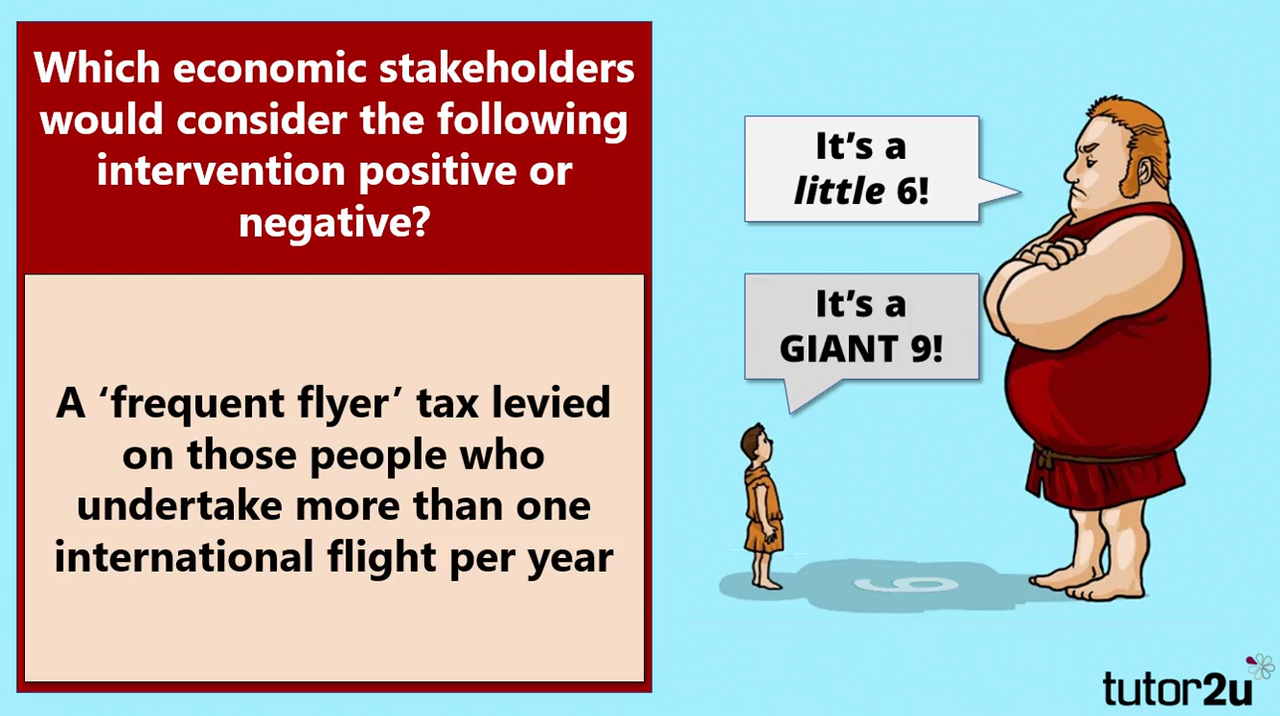 Which economic stakeholders
would consider the following
intervention positive or
negative?
A ‘frequent flyer’ tax levied
on those people who
undertake more than one
international flight per year
It’s a
little 6!
It’s a
GIANT 9!
6
tutor2u